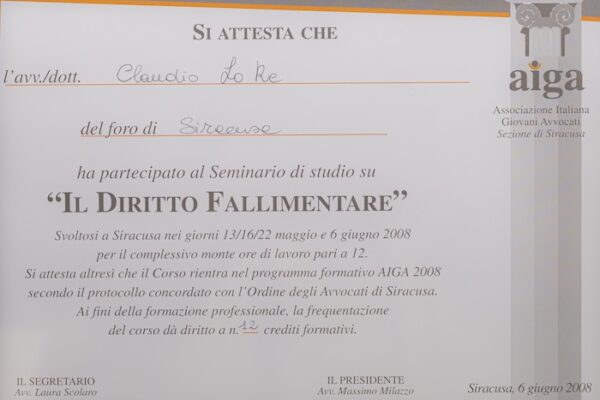 SI ATTESTA CHE
l'avv./dott. Claudio Lo Re
del foro di Siracusa
ha partecipato al Seminario di studio su
“IL DIRITTO FALLIMENTARE”
Svoltosi a Siracusa nei giorni 13/16/22 maggio e 6 giugno 2008
per il complessivo monte ore di lavoro pari a 12.
Si attesta altresì che il Corso rientra nel programma formativo AIGA 2008
secondo il protocollo concordato con l'Ordine degli Avvocati di Siracusa.
Ai fini della formazione professionale, la frequentazione
del corso dà diritto a n. 12 crediti formativi.
aiga
Associazione Italiana
Giovani Avvocati
Sezione di Siracusa
IL SEGRETARIO
Avv. Laura Scolaro
IL PRESIDENTE
Avv. Massimo Milazzo
Siracusa, 6 giugno 2008